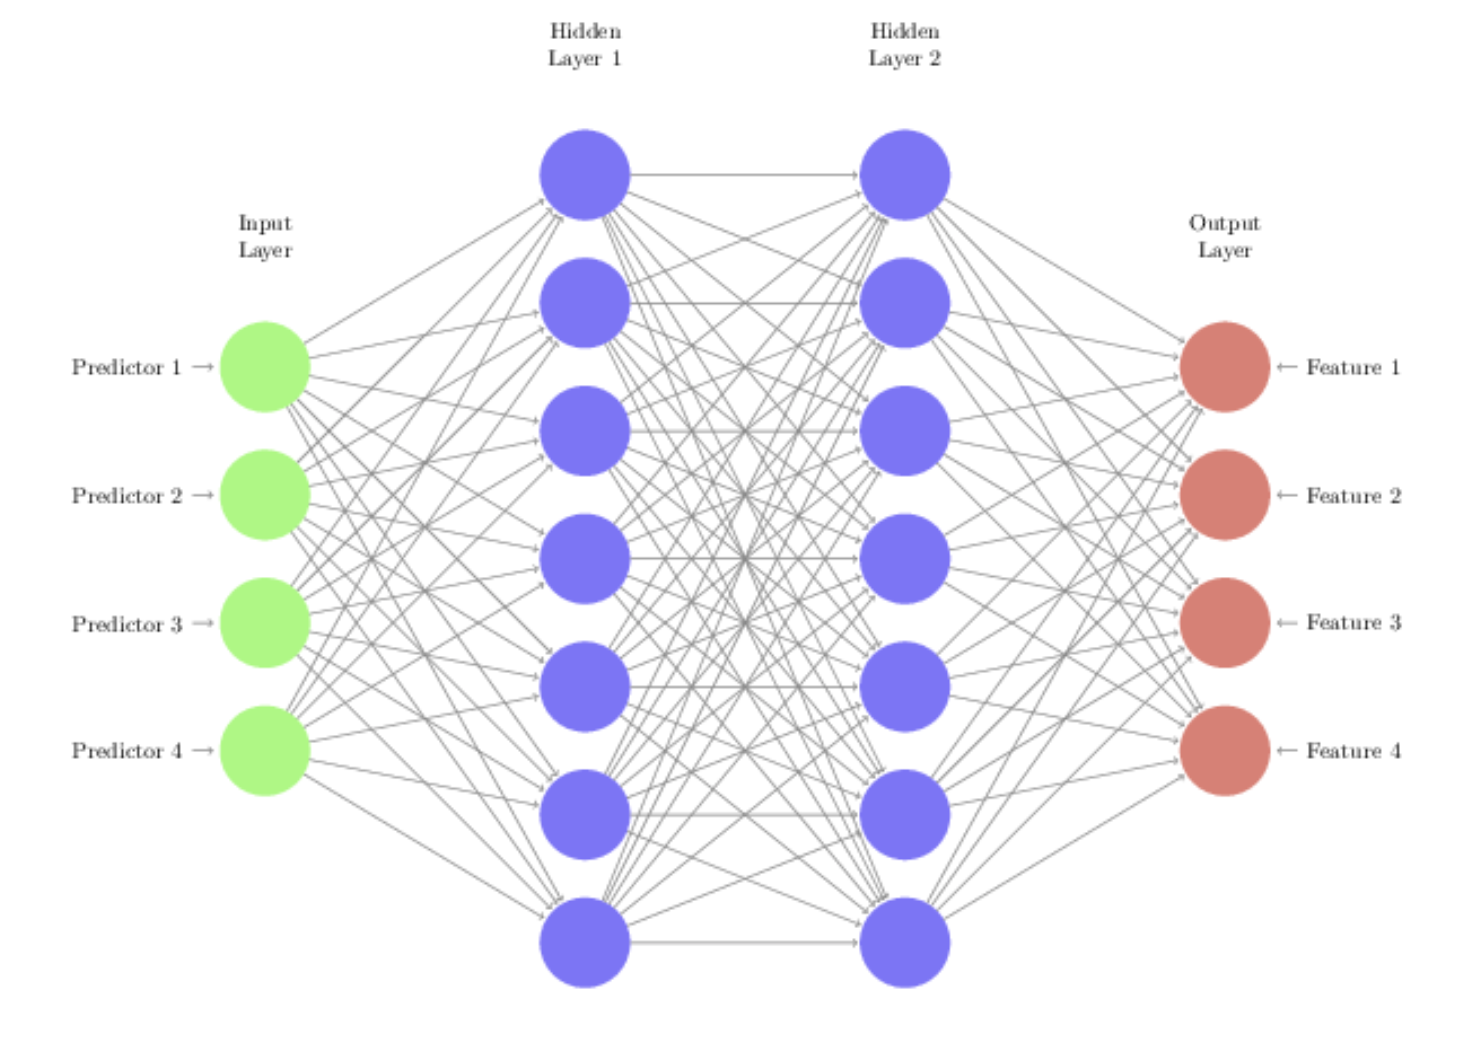 Hidden
Layer 1
Hidden
Layer 2
Input
Layer
Output
Layer
Predictor 1
Feature 1
Predictor 2
Feature 2
Predictor 3
Feature 3
Predictor 4
Feature 4